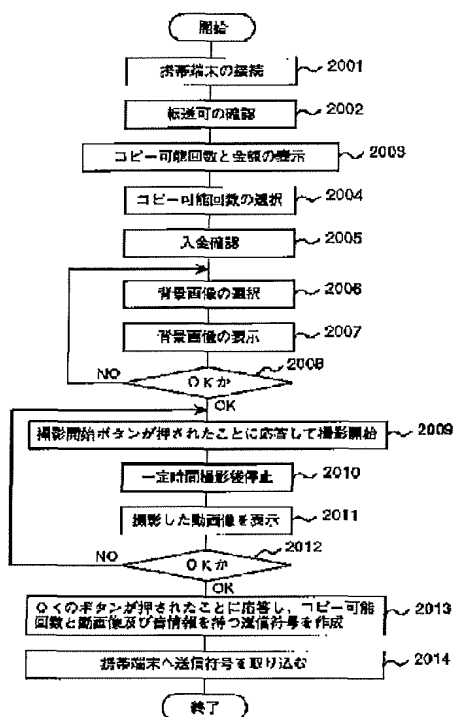 開始
携帯端末の接続 2001
転送可の確認 2002
コピー可能回数と金額の表示 2003
コピー可能回数の選択 2004
入金確認 2005
背景画像の選択 2006
背景画像の表示 2007
OKか 2008
NO
OK
撮影開始ボタンが押されたことに応答して撮影開始 2009
一定時間撮影後停止 2010
撮影した動画像を表示 2011
OKか 2012
NO
OK
OKのボタンが押されたことに応答し、コピー可能
回数と動画像及び音情報を持つ送信符号を作成 2013
携帯端末へ送信符号を取り込む 2014
終了